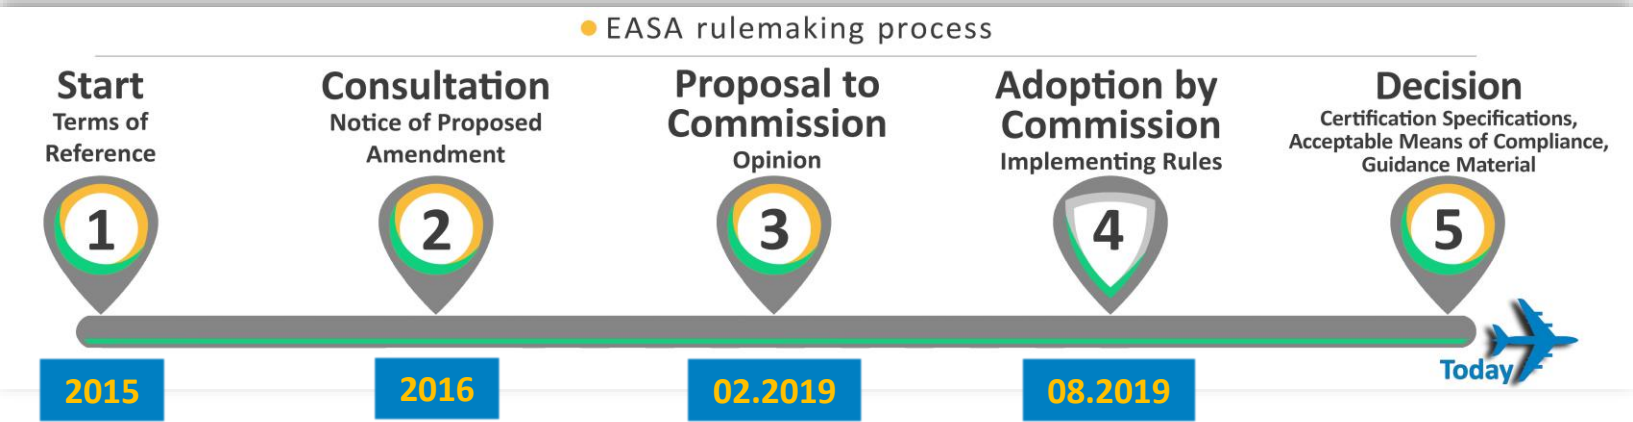 EASA rulemaking process
Start
Terms of
Reference
Consultation
Notice of Proposed
Amendment
Proposal to
Commission
Opinion
Adoption by
Commission
Implementing Rules
Decision
Certification Specifications,
Acceptable Means of Compliance,
Guidance Material
1
2
3
4
5
Today
2015
2016
02.2019
08.2019